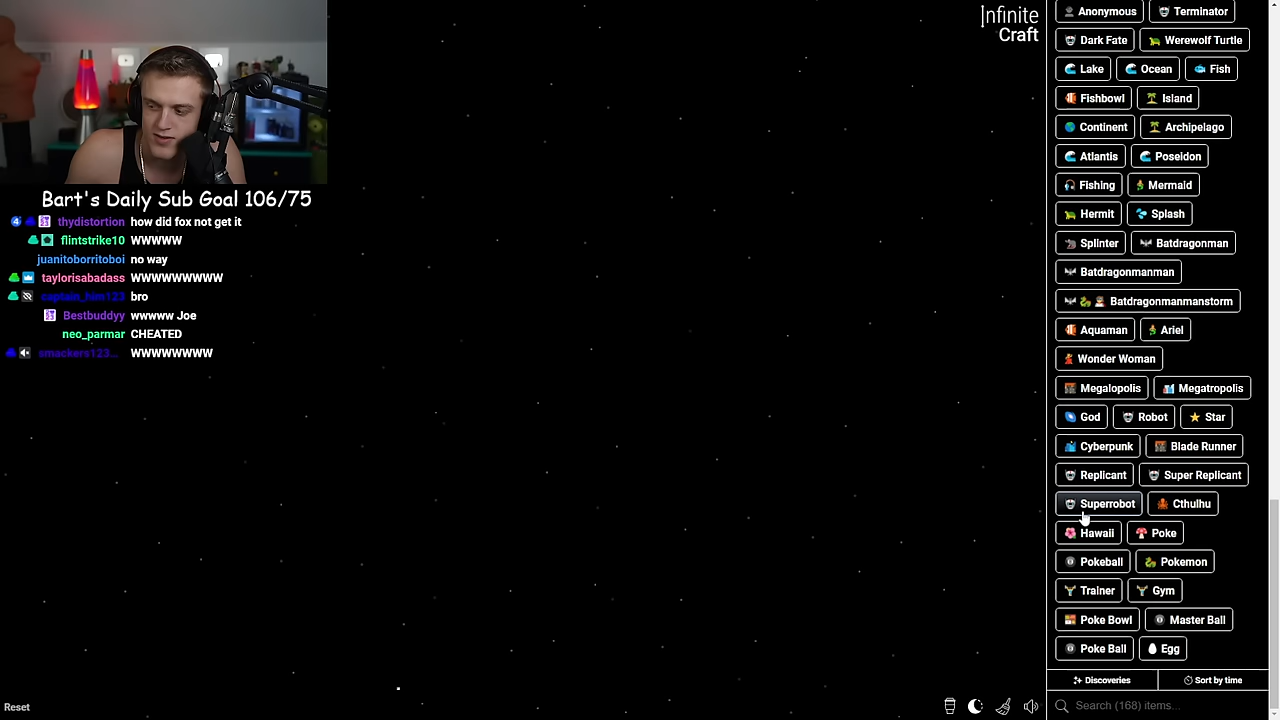 Infinite
Craft
Anonymous Terminator
Dark Fate Werewolf Turtle
Lake Ocean Fish
Fishbowl Island
Continent Archipelago
Atlantis Poseidon
Fishing Mermaid
Hermit Splash
Splinter Batdragonman
Batdragonmanman
Batdragonmanmanstorm
Aquaman Ariel
Wonder Woman
Megalopolis Megatropolis
God Robot Star
Cyberpunk Blade Runner
Replicant Super Replicant
Superrobot Cthulhu
Hawaii Poke
Pokeball Pokemon
Trainer Gym
Poke Bowl Master Ball
Poke Ball Egg
Discoveries Sort by time
Search (168) items...
Bart's Daily Sub Goal 106/75
thydistortion how did fox not get it
flintstrike10 WWWWW
juanitoborritoboi no way
taylorisabadass WWWWWWWWW
captain_him123 bro
Bestbuddyy wwwww Joe
neo_parmar CHEATED
smackers123... WWWWWWWW
Reset